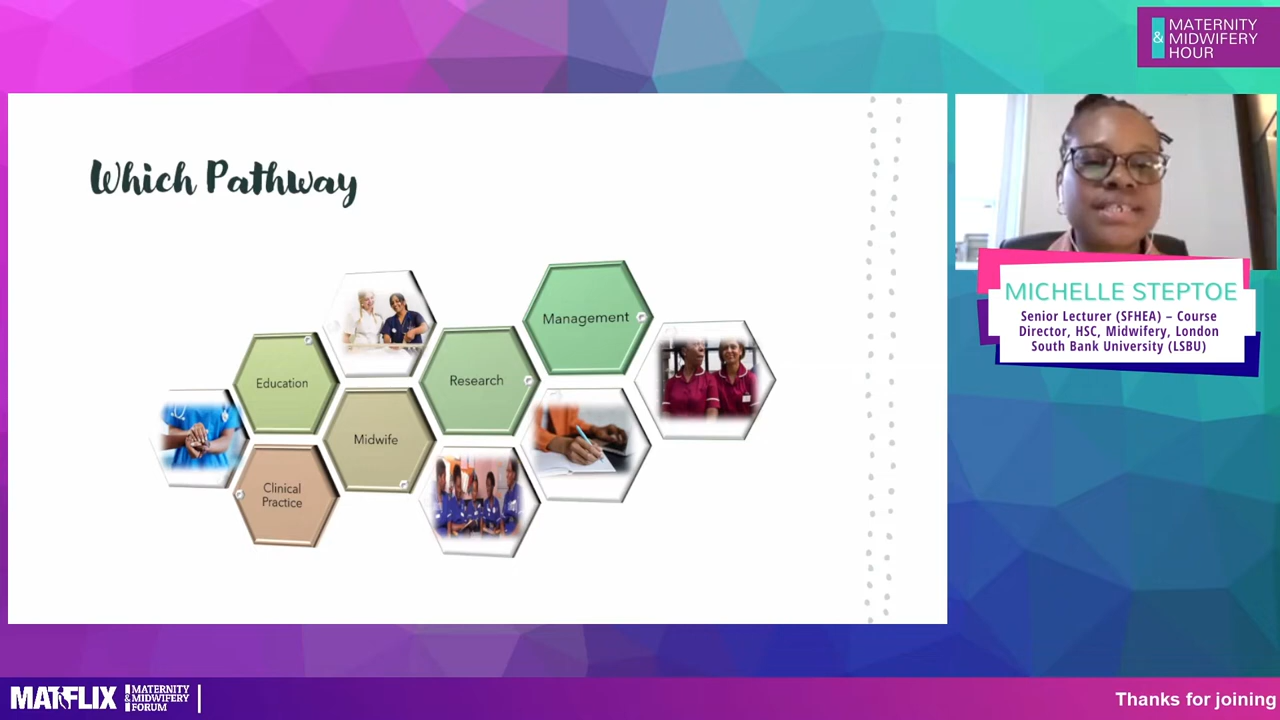 &
MATERNITY
MIDWIFERY
HOUR
Which Pathway
Management
Education
Research
Midwife
Clinical
Practice
MICHELLE STEPTOE
Senior Lecturer (SFHEA) – Course
Director, HSC, Midwifery, London
South Bank University (LSBU)
MATFLIX
MATERNITY
& MIDWIFERY
FORUM
Thanks for joining